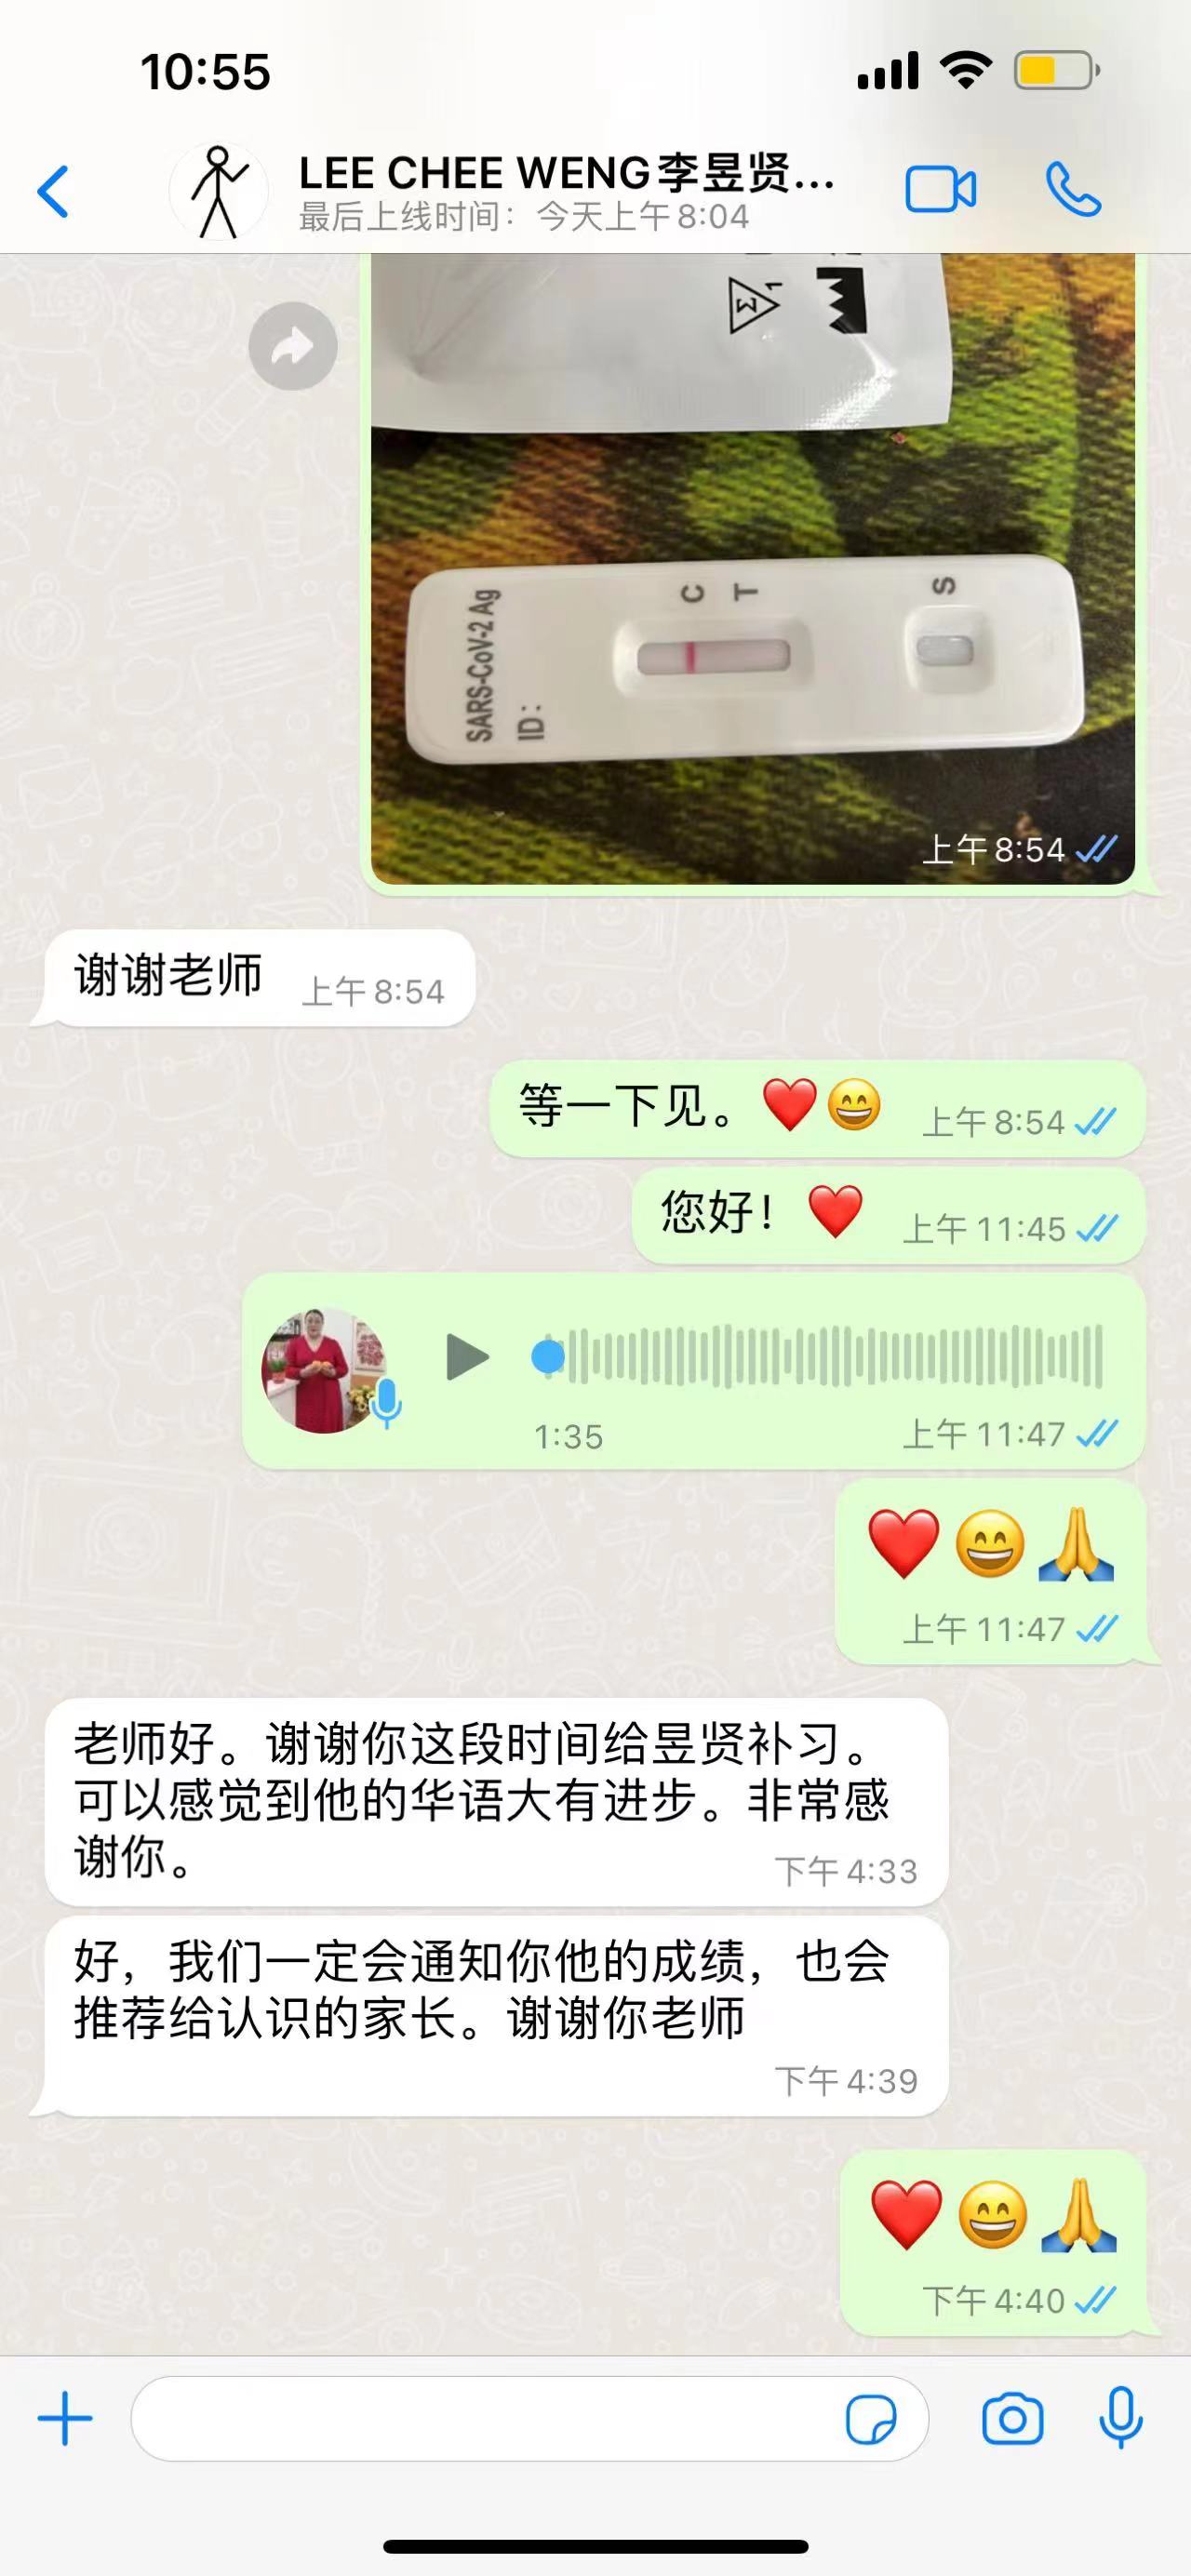 10:55
LEE CHEE WENG李昱贤...
最后上线时间：今天上午8:04
1
C
T
S
SARS-CoV-2 Ag
ID:
上午8:54
谢谢老师
上午8:54
等一下见。❤️😄
上午8:54
您好！❤️
上午11:45
1:35
上午11:47
❤️😄🙏
上午11:47
老师好。谢谢你这段时间给昱贤补习。
可以感觉到他的华语大有进步。非常感
谢你。
下午4:33
好，我们一定会通知你他的成绩，也会
推荐给认识的家长。谢谢你老师
下午4:39
❤️😄🙏
下午4:40